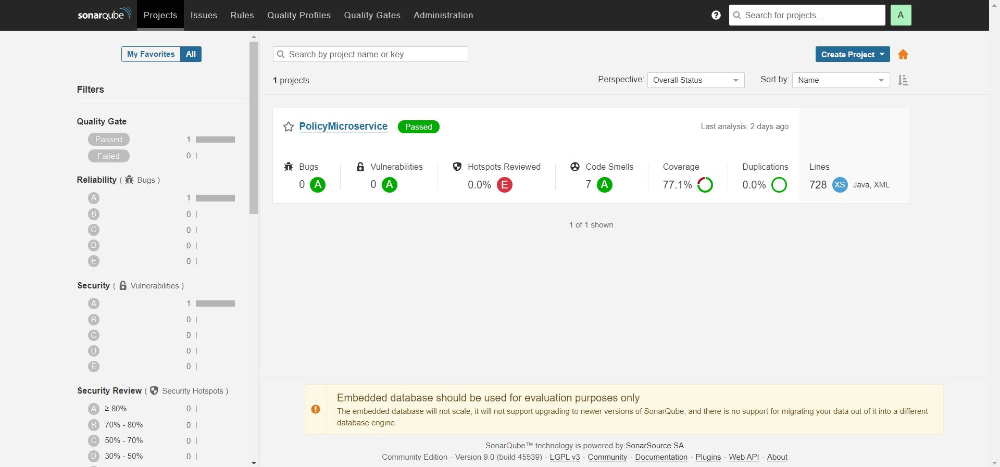 sonarqube Projects Issues Rules Quality Profiles Quality Gates Administration Search for projects... A
My Favorites All
Filters
Quality Gate
Passed 1
Failed 0
Reliability ( Bugs )
A 1
B 0
C 0
D 0
E 0
Security ( Vulnerabilities )
A 1
B 0
C 0
D 0
E 0
Security Review ( Security Hotspots )
A ≥ 80% 0
B 70% - 80% 0
C 50% - 70% 0
D 30% - 50% 0
Search by project name or key Create Project
1 projects Perspective: Overall Status Sort by: Name
PolicyMicroservice Passed Last analysis: 2 days ago
Bugs Vulnerabilities Hotspots Reviewed Code Smells Coverage Duplications Lines
0 A 0 A 0.0% E 7 A 77.1% 0.0% 728 XS Java, XML
1 of 1 shown
Embedded database should be used for evaluation purposes only
The embedded database will not scale, it will not support upgrading to newer versions of SonarQube, and there is no support for migrating your data out of it into a different
database engine.
SonarQube™ technology is powered by SonarSource SA
Community Edition - Version 9.0 (build 45539) - LGPL v3 - Community - Documentation - Plugins - Web API - About